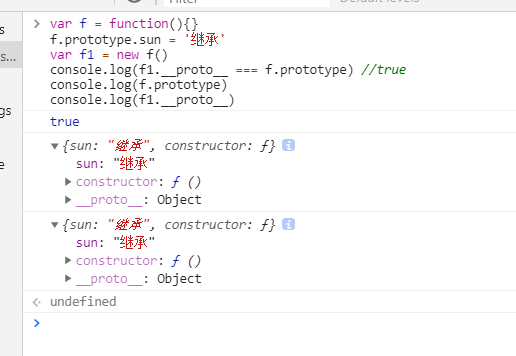 Default levels
s
var f = function(){}
s...
f.prototype.sun = '继承'
var f1 = new f()
console.log(f1.__proto__ === f.prototype) //true
console.log(f.prototype)
gs
console.log(f1.__proto__)
true
{sun: "继承", constructor: ƒ}
e
sun: "继承"
constructor: ƒ ()
__proto__: Object
{sun: "继承", constructor: ƒ}
sun: "继承"
constructor: ƒ ()
__proto__: Object
undefined